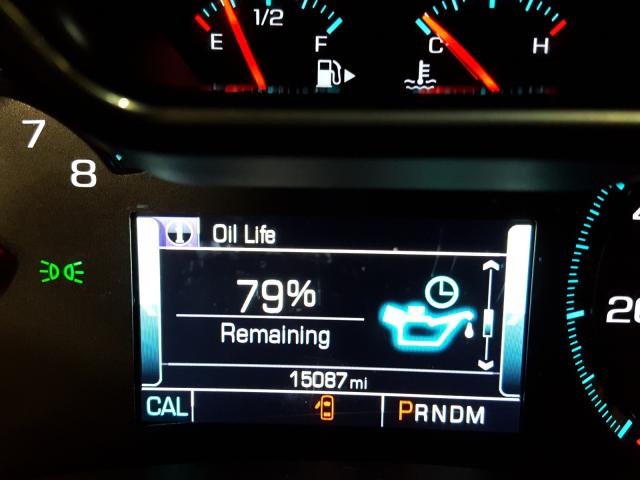 1/2
E F
C H
7
8
Oil Life
79%
Remaining
15087 mi
CAL PRNDM